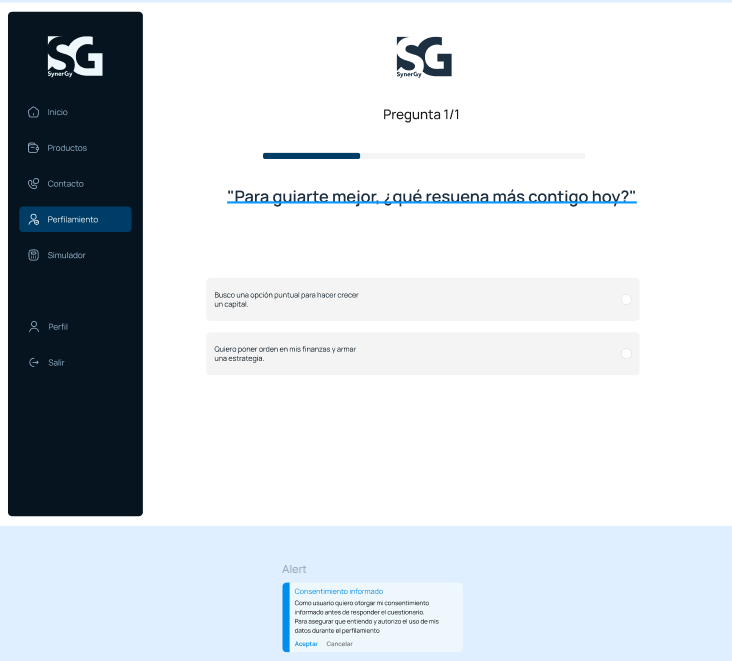 SG
SynerGy
Inicio
Productos
Contacto
Perfilamiento
Simulador
Perfil
Salir
SG
SynerGy
Pregunta 1/1
"Para guiarte mejor, ¿qué resuena más contigo hoy?"
Busco una opción puntual para hacer crecer
un capital.
Quiero poner orden en mis finanzas y armar
una estrategia.
Alert
Consentimiento informado
Como usuario quiero otorgar mi consentimiento
informado antes de responder el cuestionario.
Para asegurar que entiendo y autorizo el uso de mis
datos durante el perfilamiento
Aceptar Cancelar